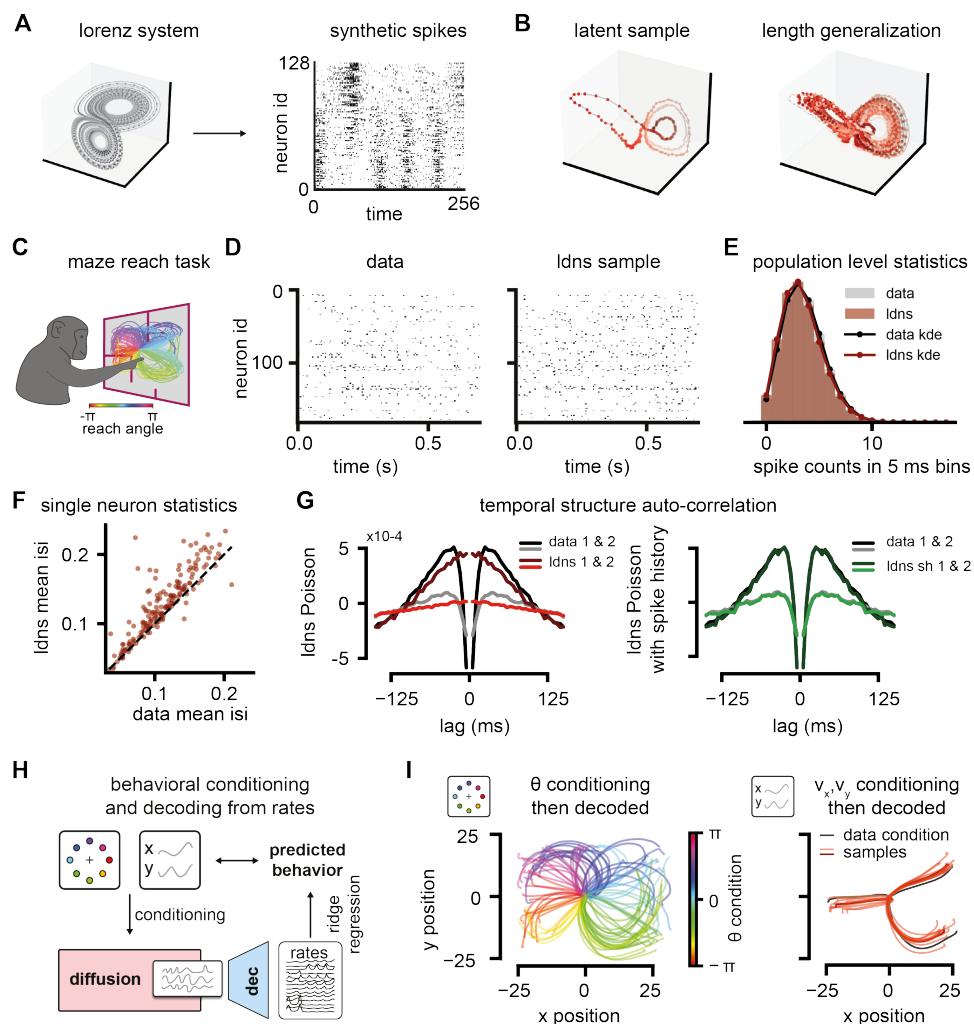 A
lorenz system
synthetic spikes
128
neuron id
0
0
time
256
B
latent sample
length generalization
C
maze reach task
-π
π
reach angle
D
data
ldns sample
0
100
neuron id
0.0
0.5
time (s)
0.0
0.5
time (s)
E
population level statistics
data
ldns
data kde
ldns kde
0
10
spike counts in 5 ms bins
F
single neuron statistics
0.2
0.1
ldns mean isi
0.1
0.2
data mean isi
G
temporal structure auto-correlation
x10-4
5
0
-5
ldns Poisson
data 1 & 2
ldns 1 & 2
−125
0
125
lag (ms)
ldns Poisson
with spike history
data 1 & 2
ldns sh 1 & 2
−125
0
125
lag (ms)
H
behavioral conditioning
and decoding from rates
x
y
predicted
behavior
conditioning
ridge
regression
diffusion
dec
rates
I
θ conditioning
then decoded
25
0
−25
y position
−25
0
25
x position
π
0
− π
θ condition
x
y
vx,vy conditioning
then decoded
data condition
samples
−25
0
25
x position